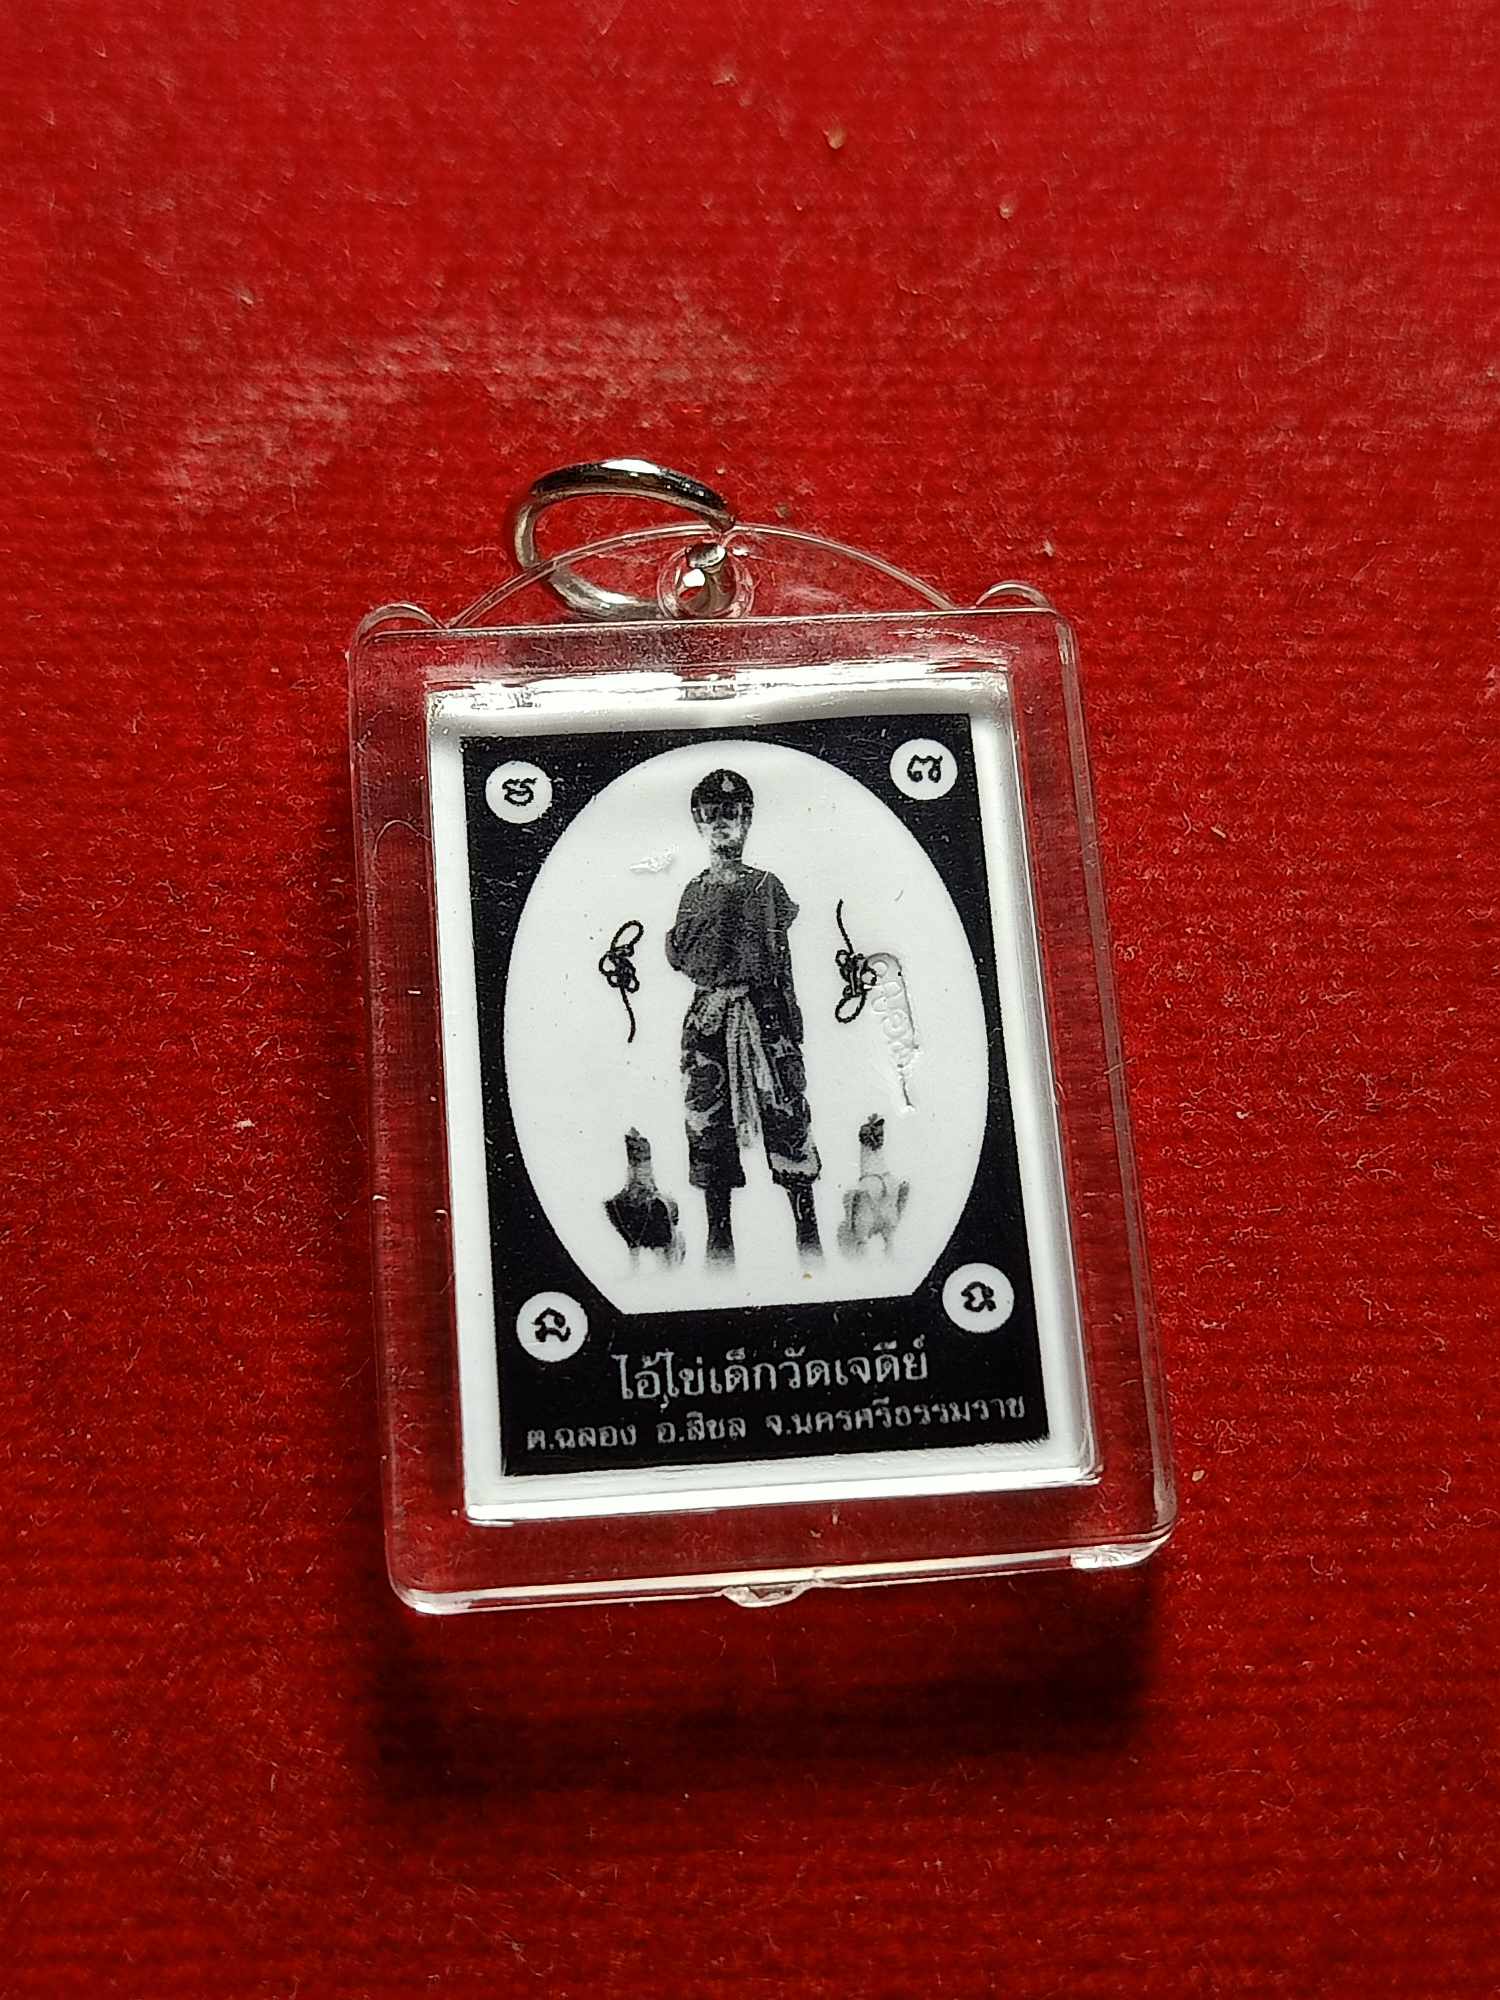 ไอ้ไข่เด็กวัดเจดีย์
ต.ฉลอง อ.สิชล จ.นครศรีธรรมราช